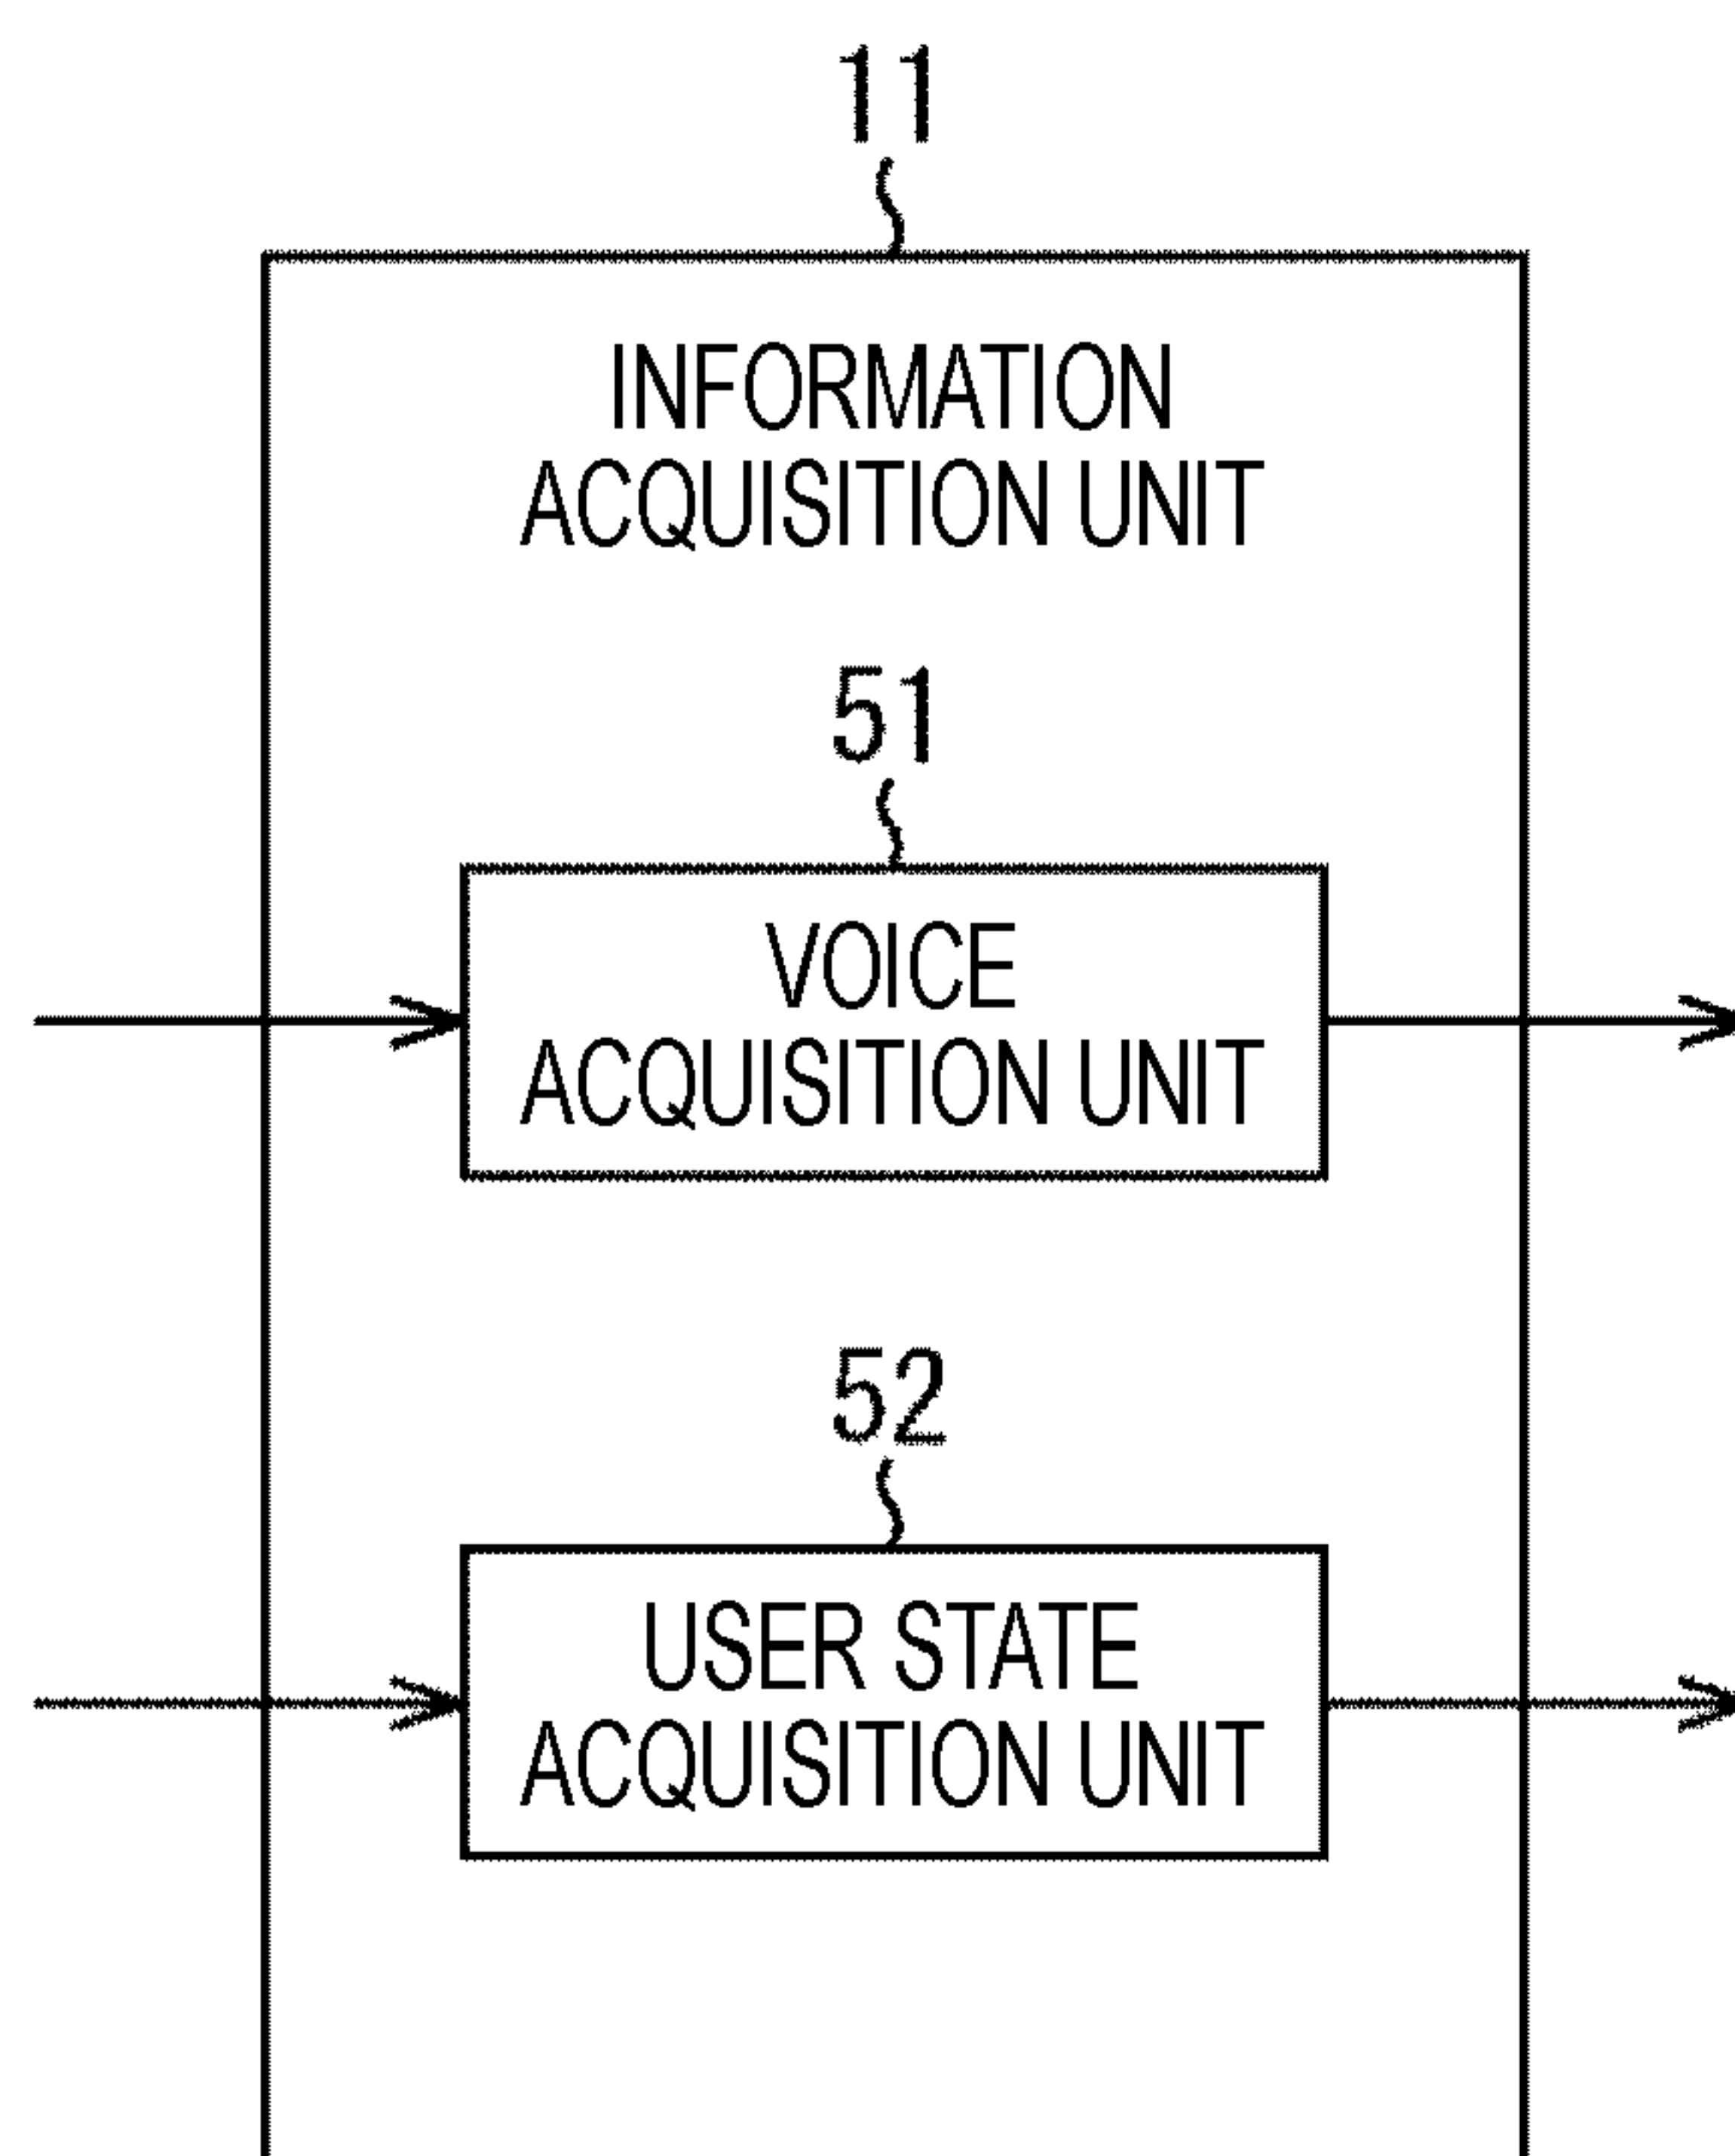 11
INFORMATION
ACQUISITION UNIT
51
VOICE
ACQUISITION UNIT
52
USER STATE
ACQUISITION UNIT